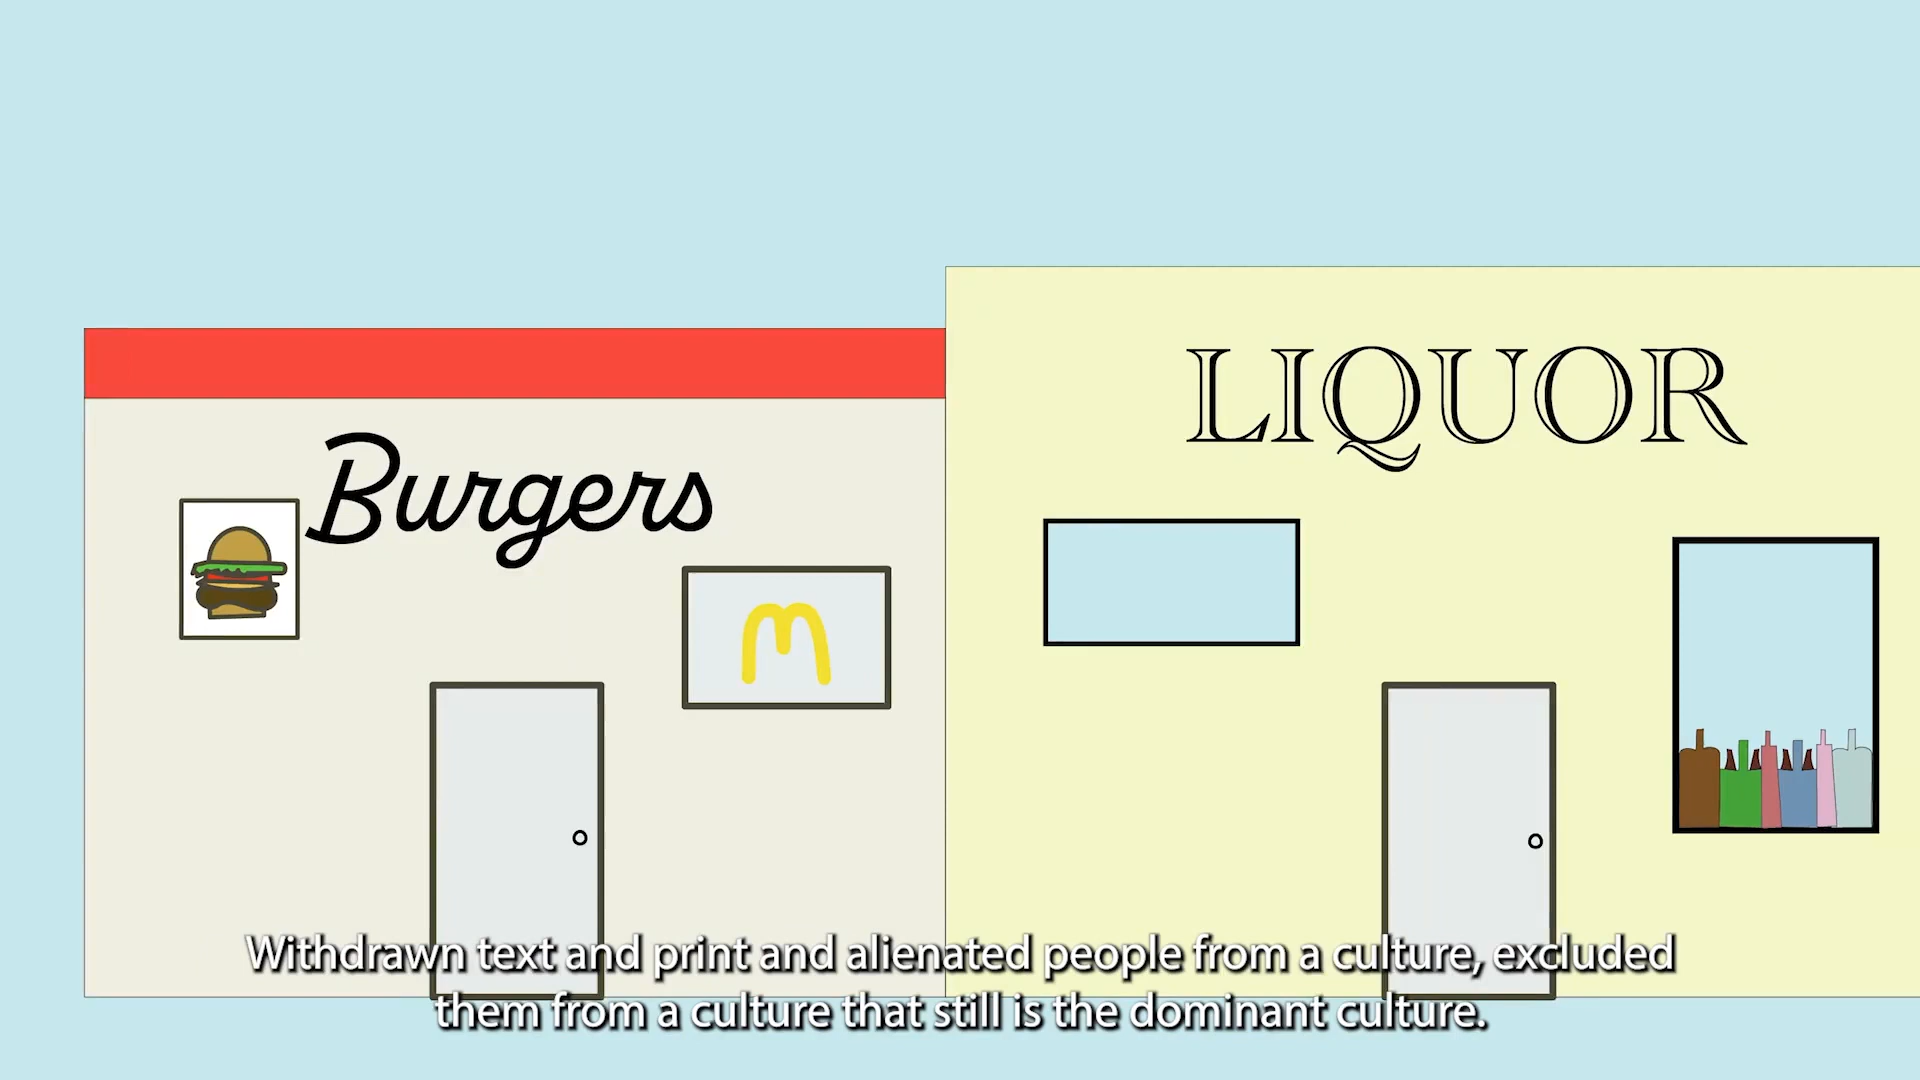 LIQUOR
Burgers
m
Withdrawn text and print and alienated people from a culture, excluded
them from a culture that still is the dominant culture.